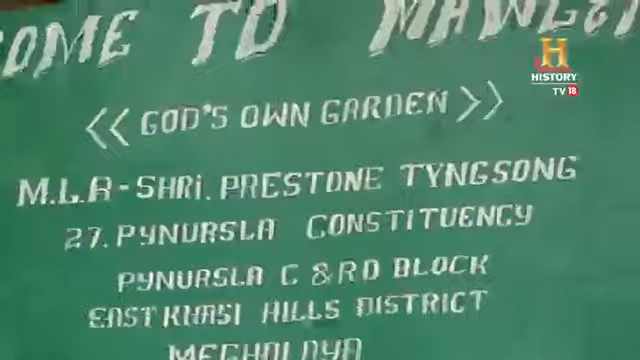 OME TO MAWLY
H
HISTORY
TV 18
<< GOD'S OWN GARDEN >>
M.L.A - SHRI. PRESTONE TYNGSONG
27. PYNURSLA CONSTITUENCY
PYNURSLA C & RD BLOCK
EAST KHASI HILLS DISTRICT
MEGHALAYA